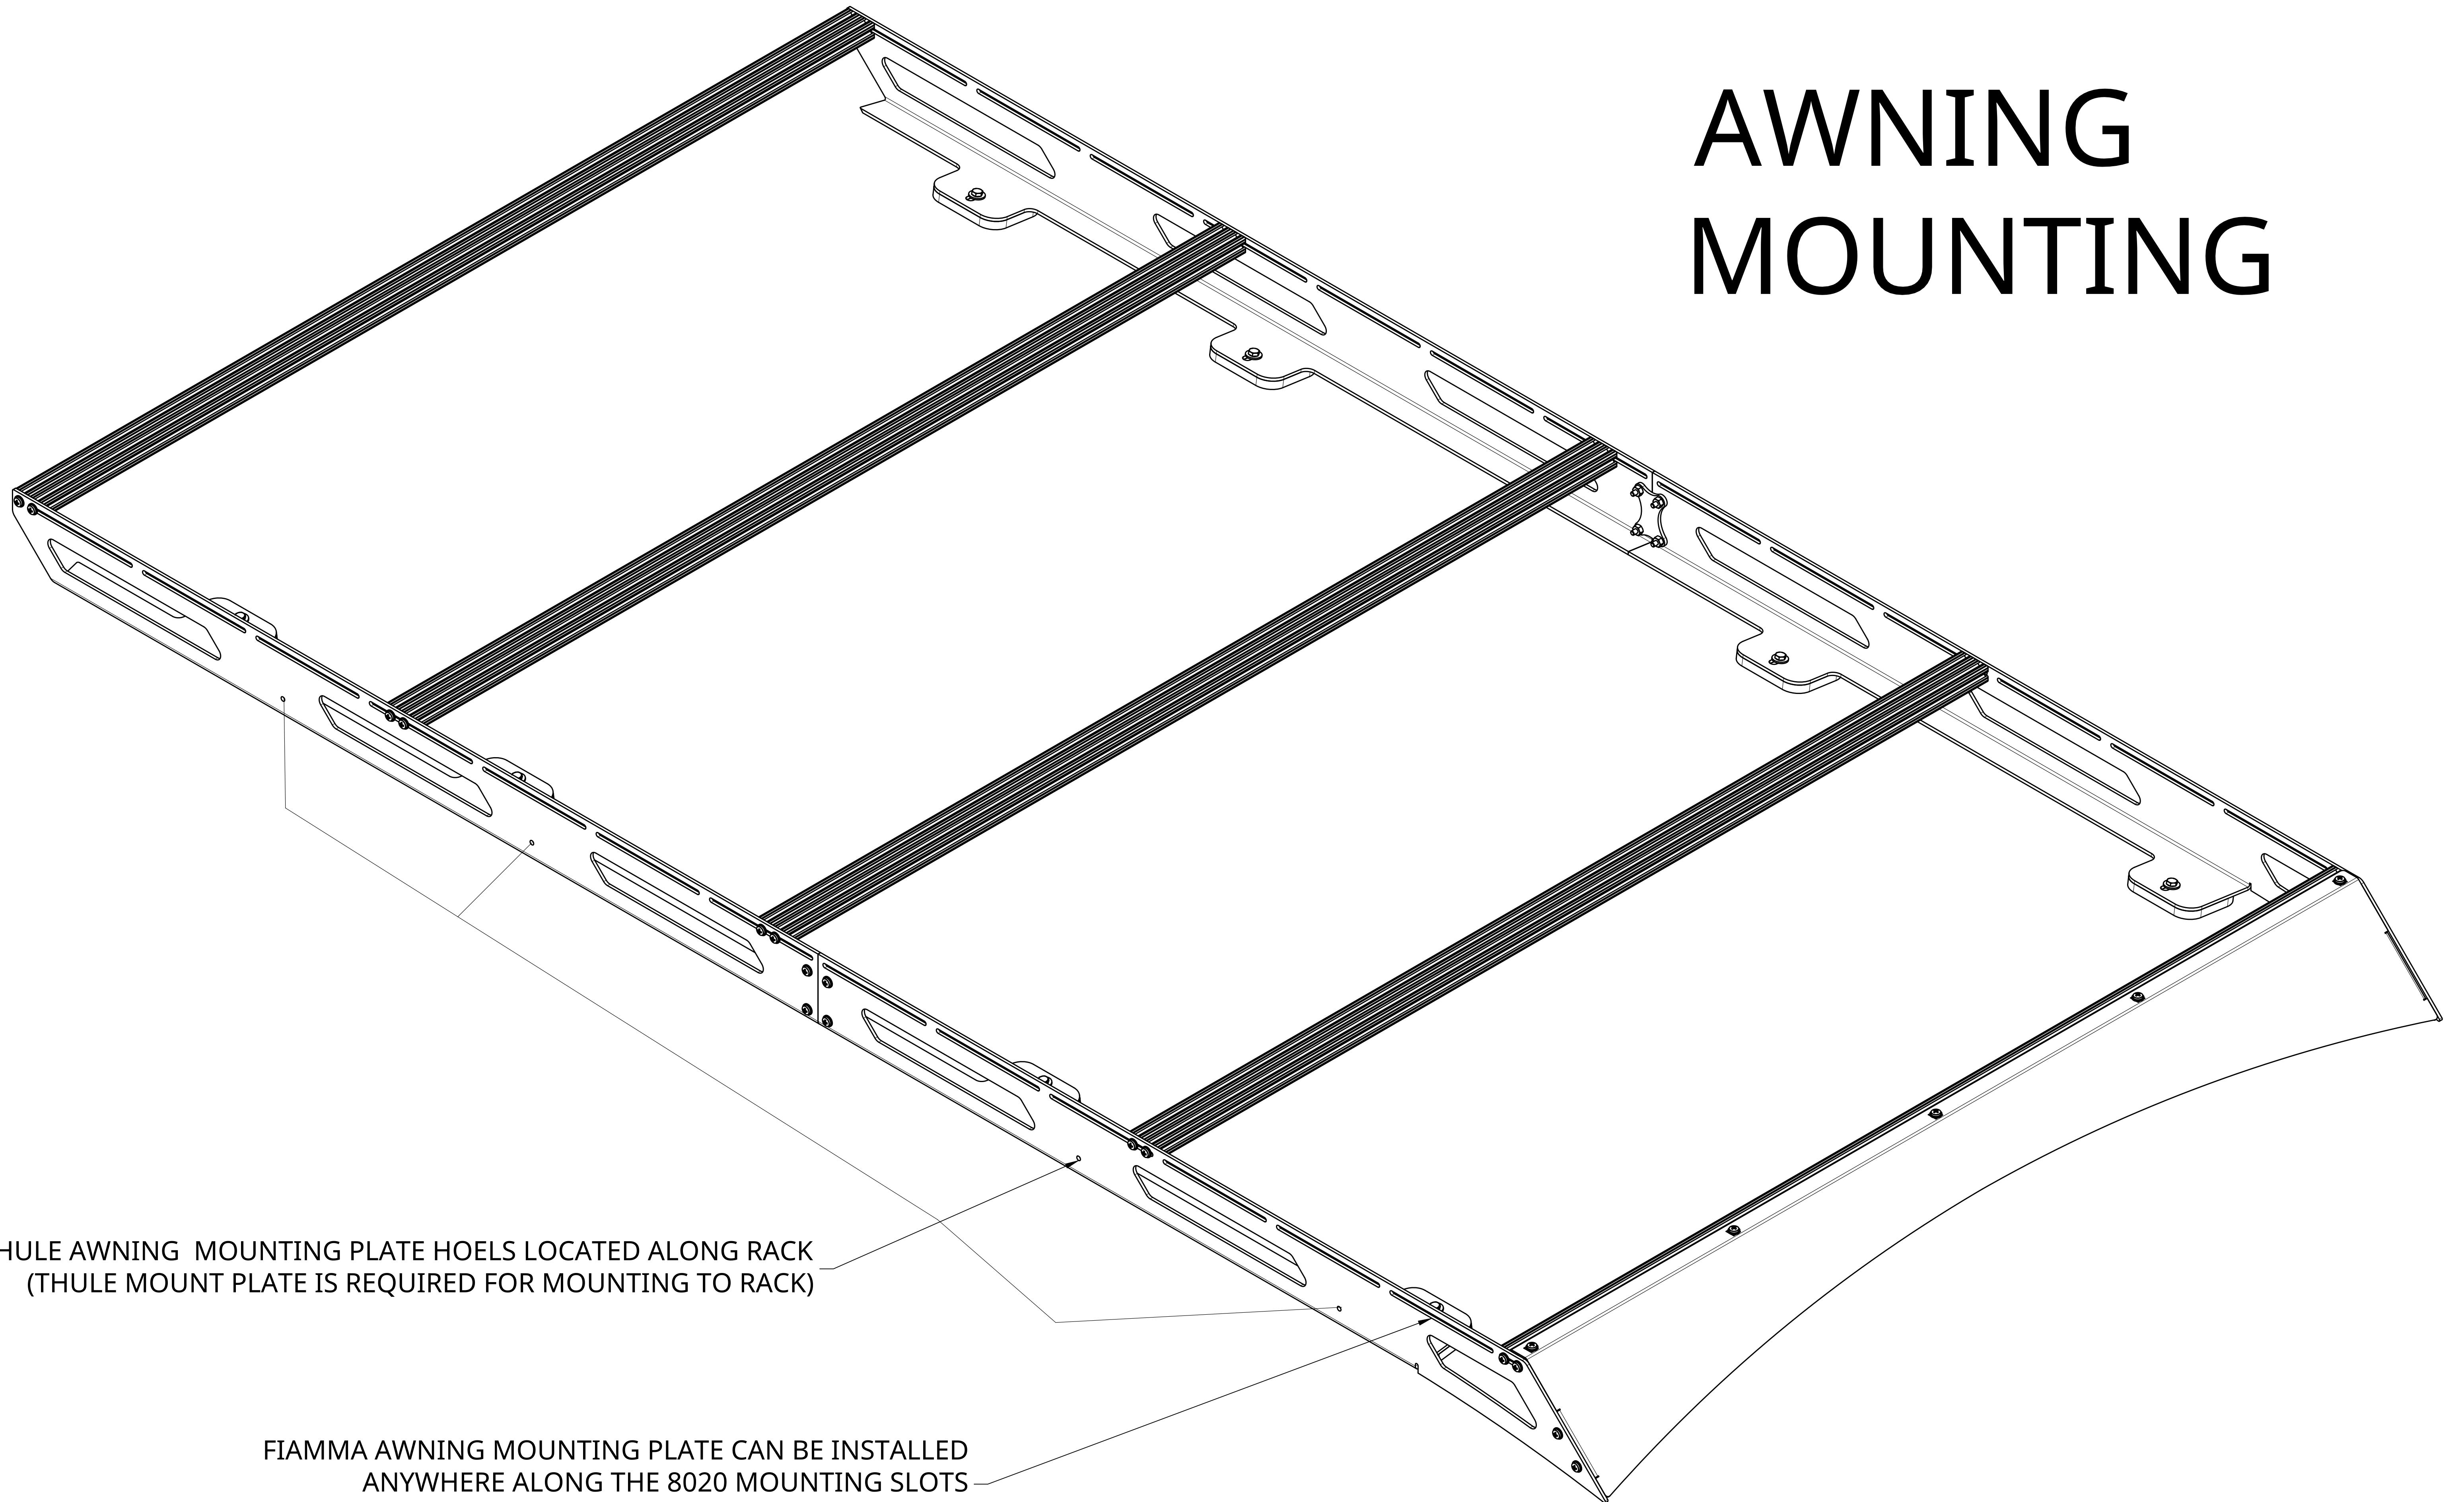 AWNING
MOUNTING
HULE AWNING  MOUNTING PLATE HOELS LOCATED ALONG RACK
(THULE MOUNT PLATE IS REQUIRED FOR MOUNTING TO RACK)
FIAMMA AWNING MOUNTING PLATE CAN BE INSTALLED
ANYWHERE ALONG THE 8020 MOUNTING SLOTS